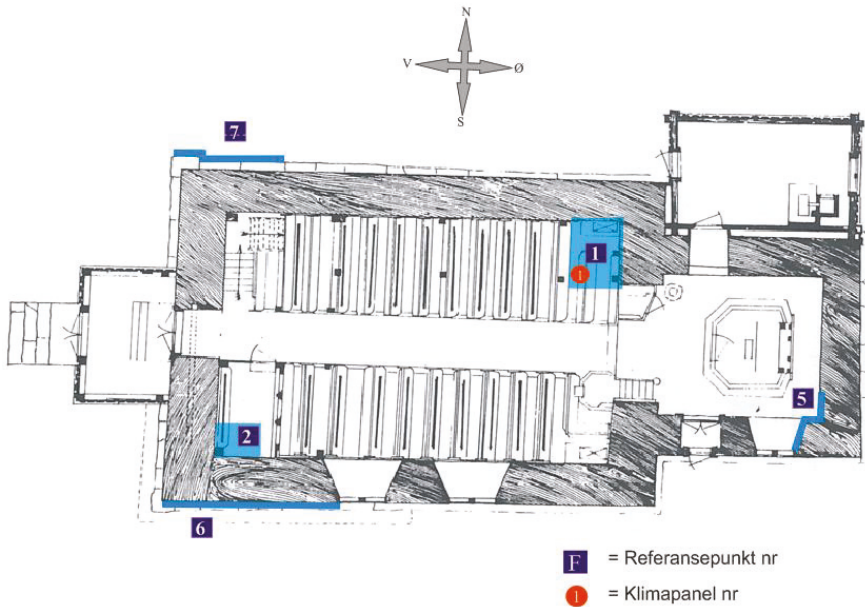 N
V Ø
S
7
1
1
5
2
6
F = Referansepunkt nr
1 = Klimapanel nr